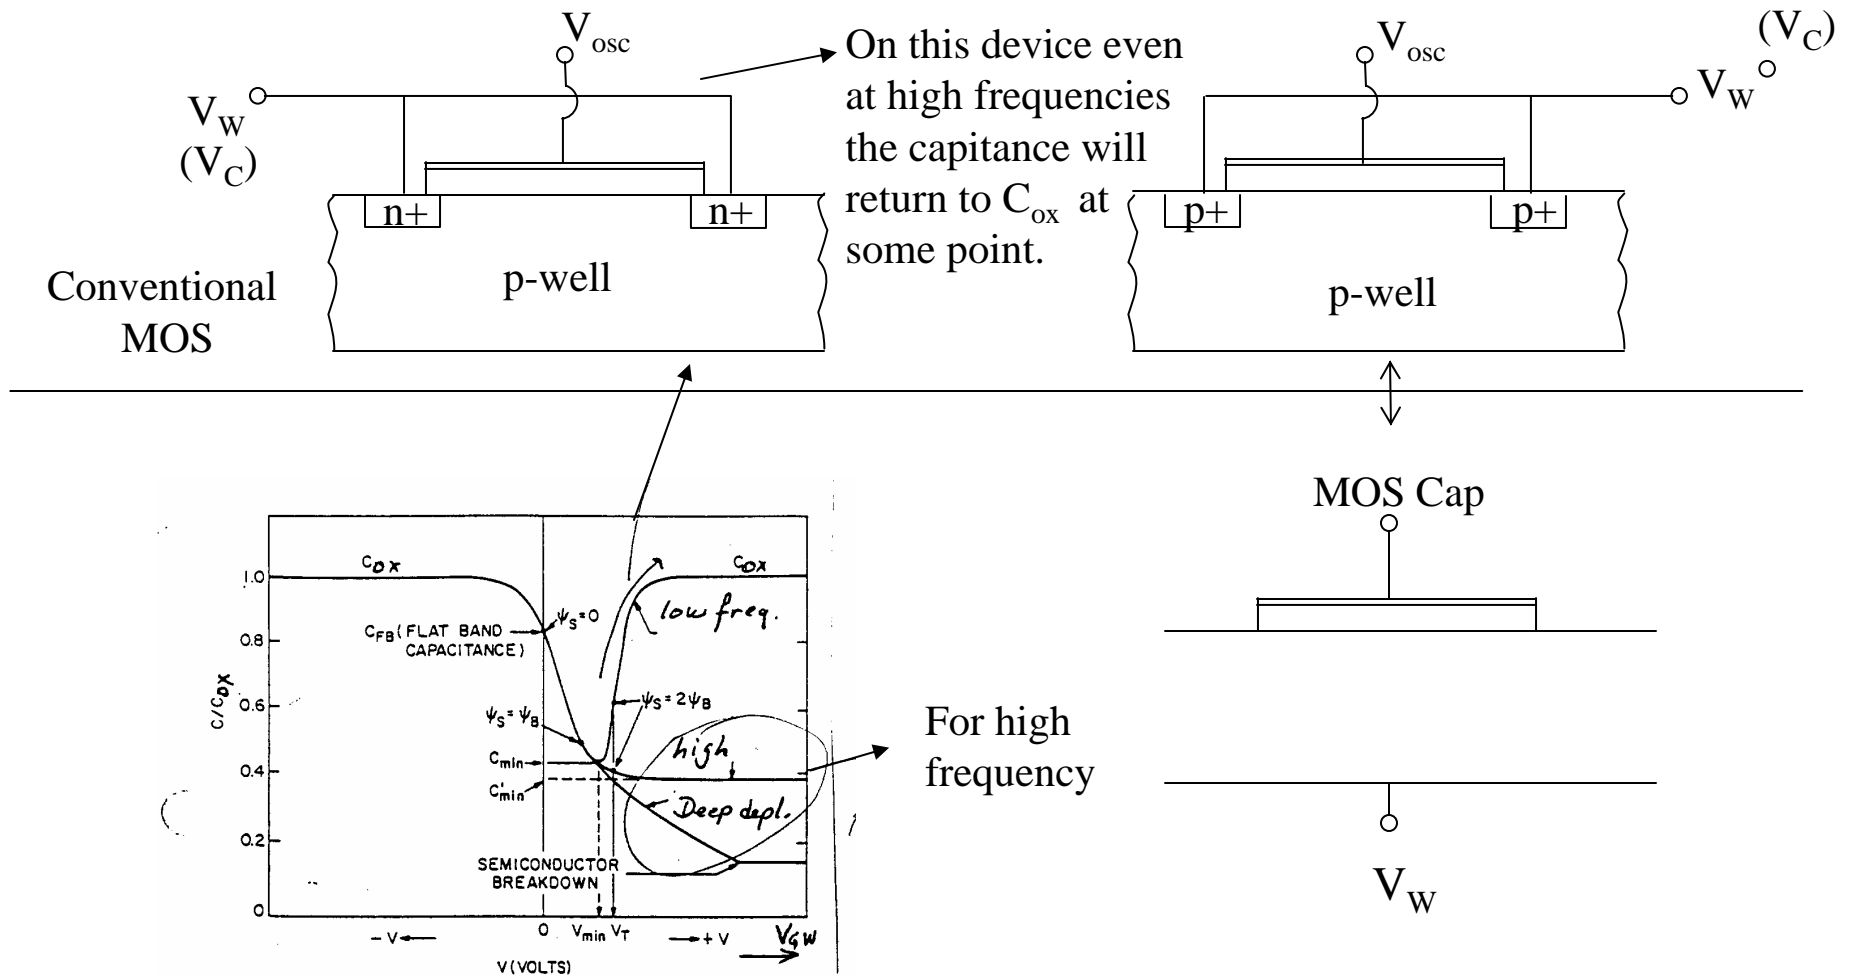 V_osc
On this device even
at high frequencies
the capitance will
return to C_ox at
some point.
V_W
(V_C)
n+
n+
p-well
Conventional
MOS
V_osc
(V_C)
V_W
p+
p+
p-well
MOS Cap
V_W
For high
frequency
C/C_OX
1.0
0.8
0.6
0.4
0.2
0
C_OX
C_OX
low freq.
ψ_S=0
C_FB (FLAT BAND
CAPACITANCE)
ψ_S=ψ_B
ψ_S=2ψ_B
C_min
C'_min
high
Deep depl.
SEMICONDUCTOR
BREAKDOWN
-V
0
V_min
V_T
+V
V_GW
V(VOLTS)